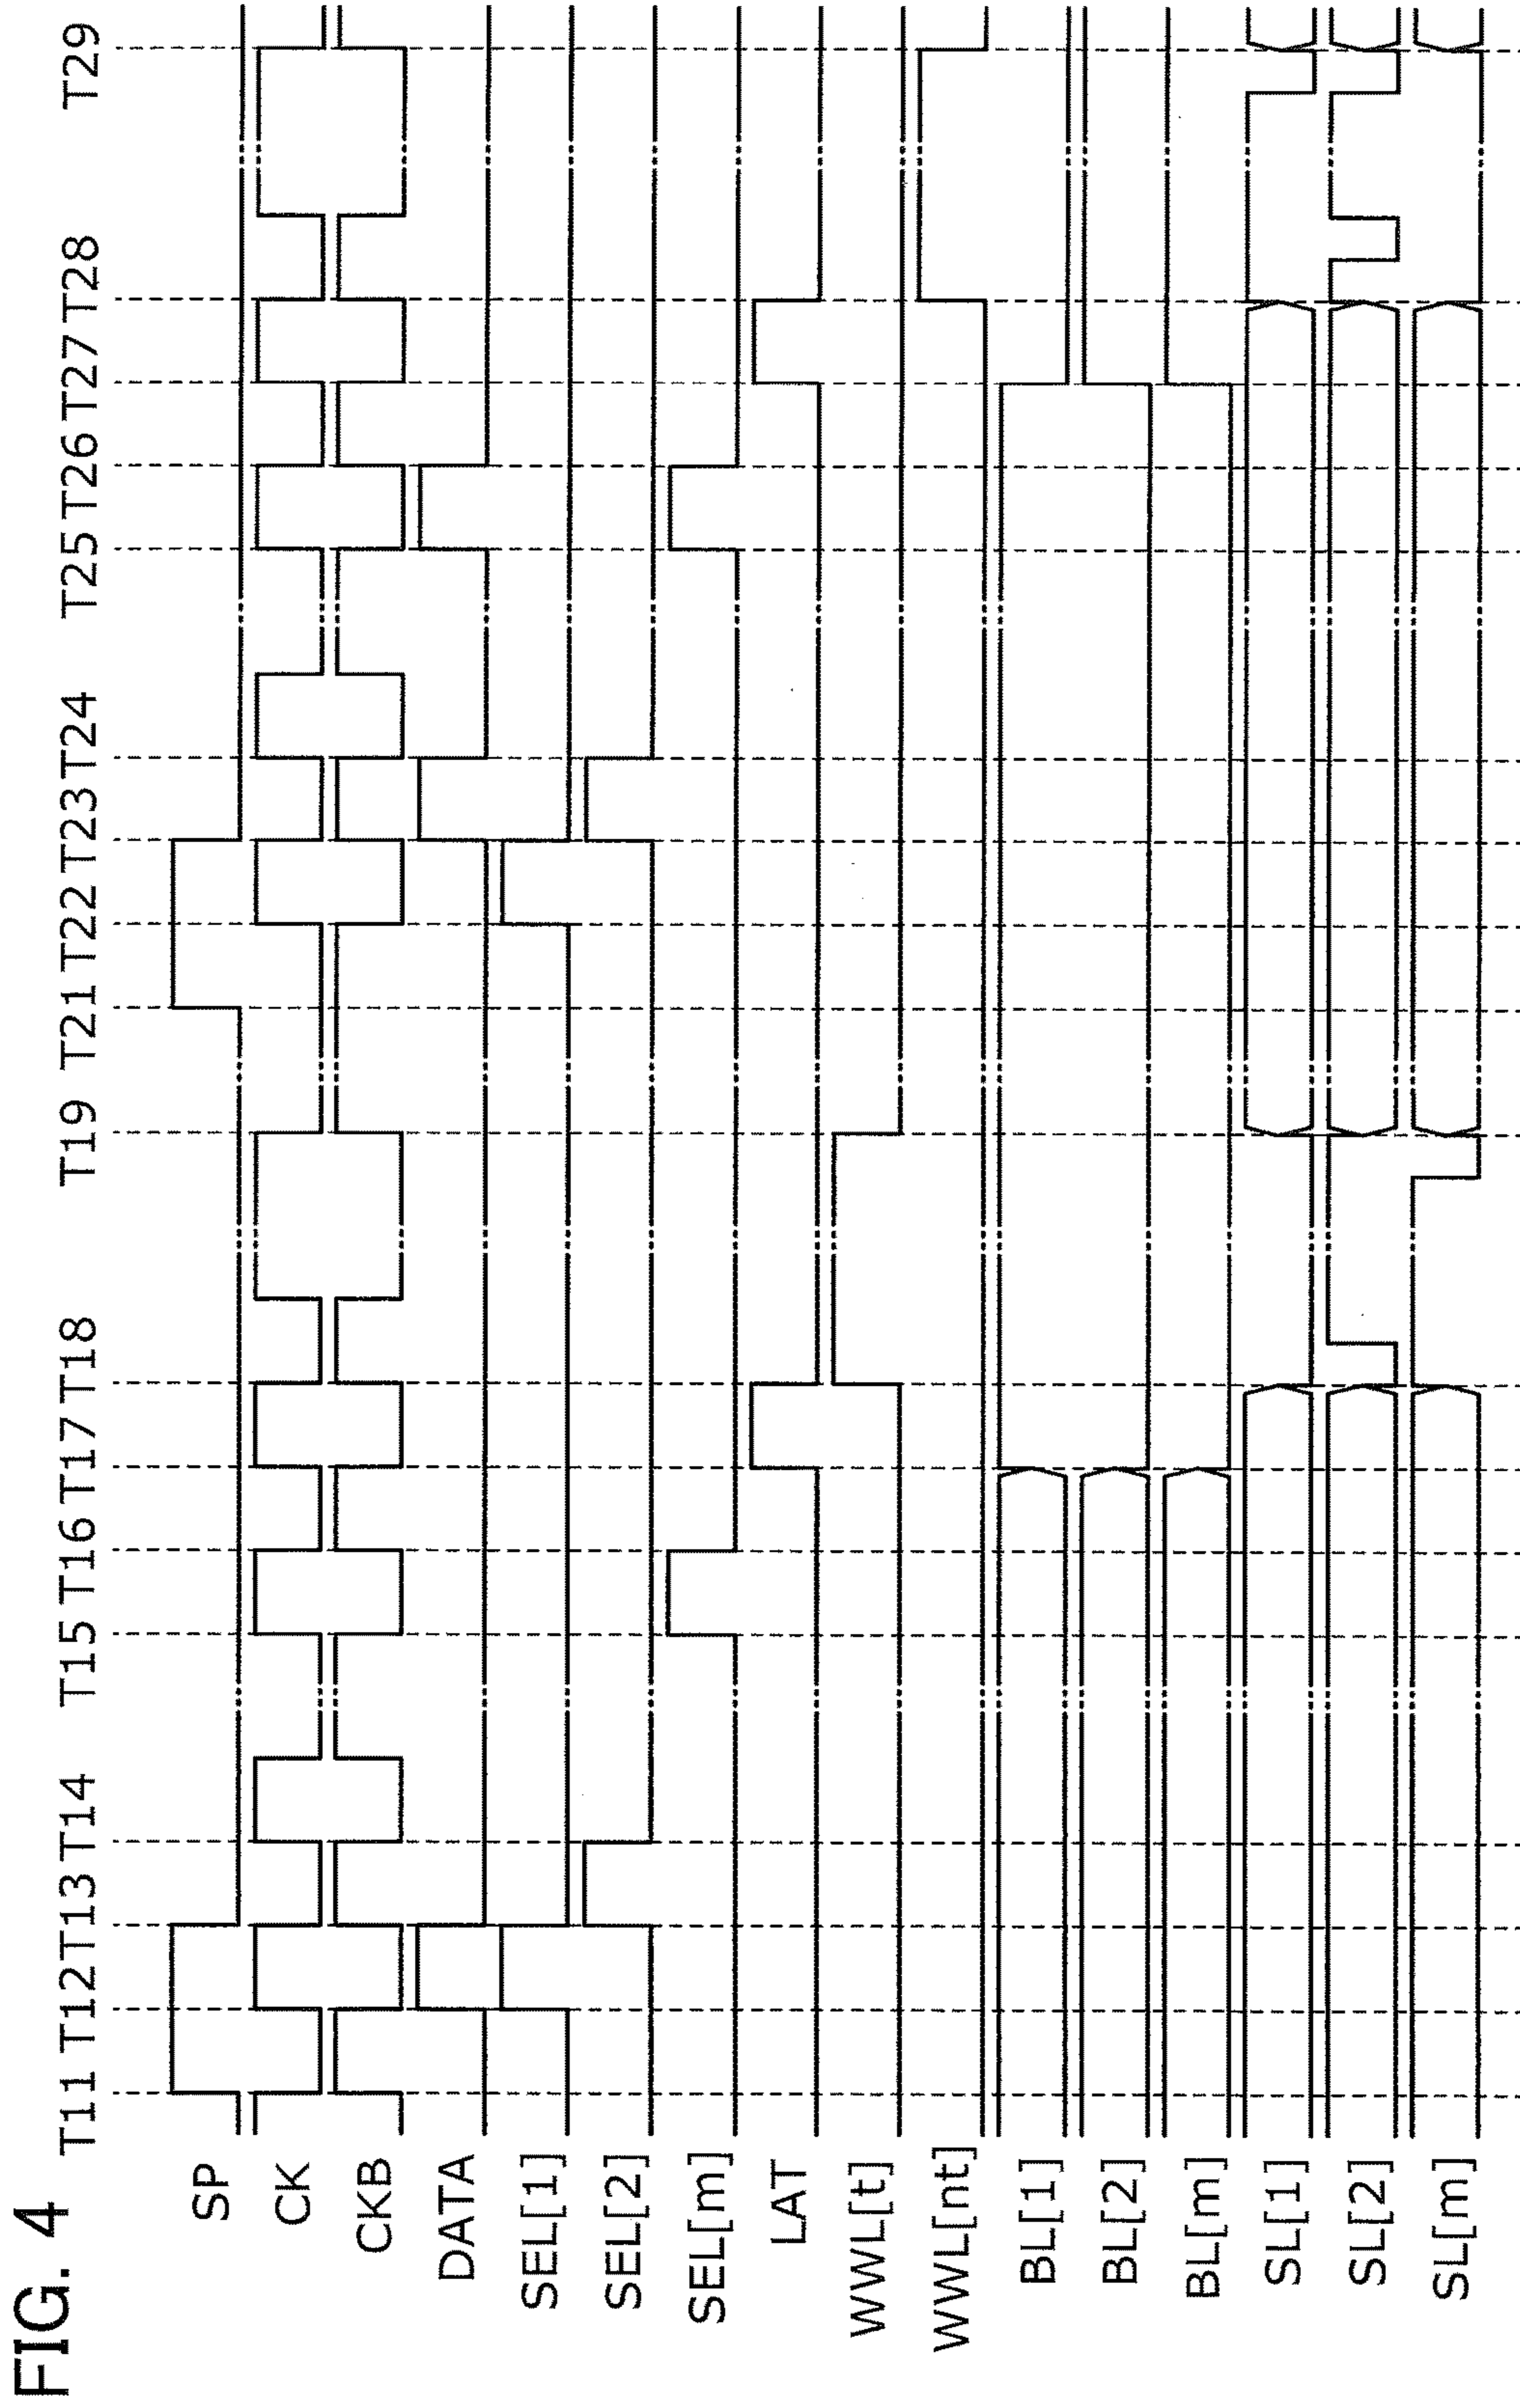 FIG. 4
T11 T12 T13 T14 T15 T16 T17 T18 T19 T21 T22 T23 T24 T25 T26 T27 T28 T29
SP
CK
CKB
DATA
SEL[1]
SEL[2]
SEL[m]
LAT
WWL[t]
WWL[nt]
BL[1]
BL[2]
BL[m]
SL[1]
SL[2]
SL[m]